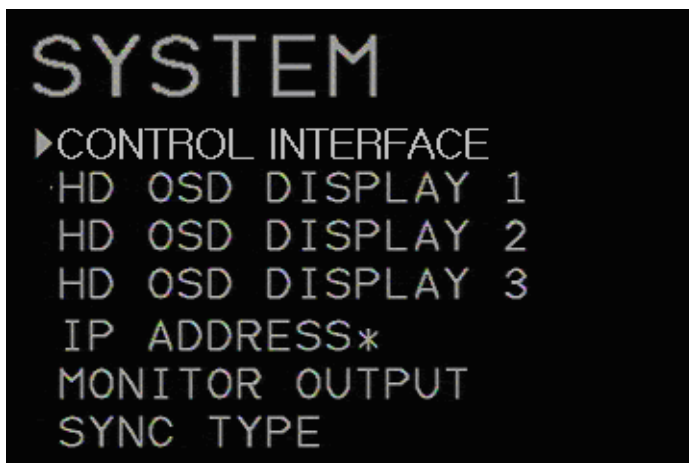 SYSTEM
CONTROL INTERFACE
HD OSD DISPLAY 1
HD OSD DISPLAY 2
HD OSD DISPLAY 3
IP ADDRESS*
MONITOR OUTPUT
SYNC TYPE